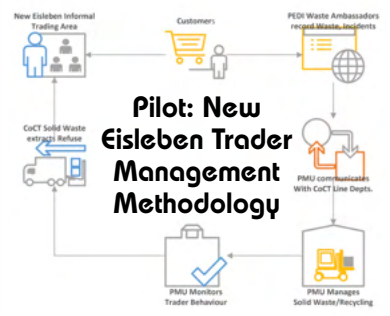 New Eisleben Informal
Trading Area
Customers
PEDI Waste Ambassadors
record Waste, Incidents
Pilot: New
Eisleben Trader
Management
Methodology
CoCT Solid Waste
extracts Refuse
PMU communicates
With CoCT Line Depts.
PMU Monitors
Trader Behaviour
PMU Manages
Solid Waste/Recycling